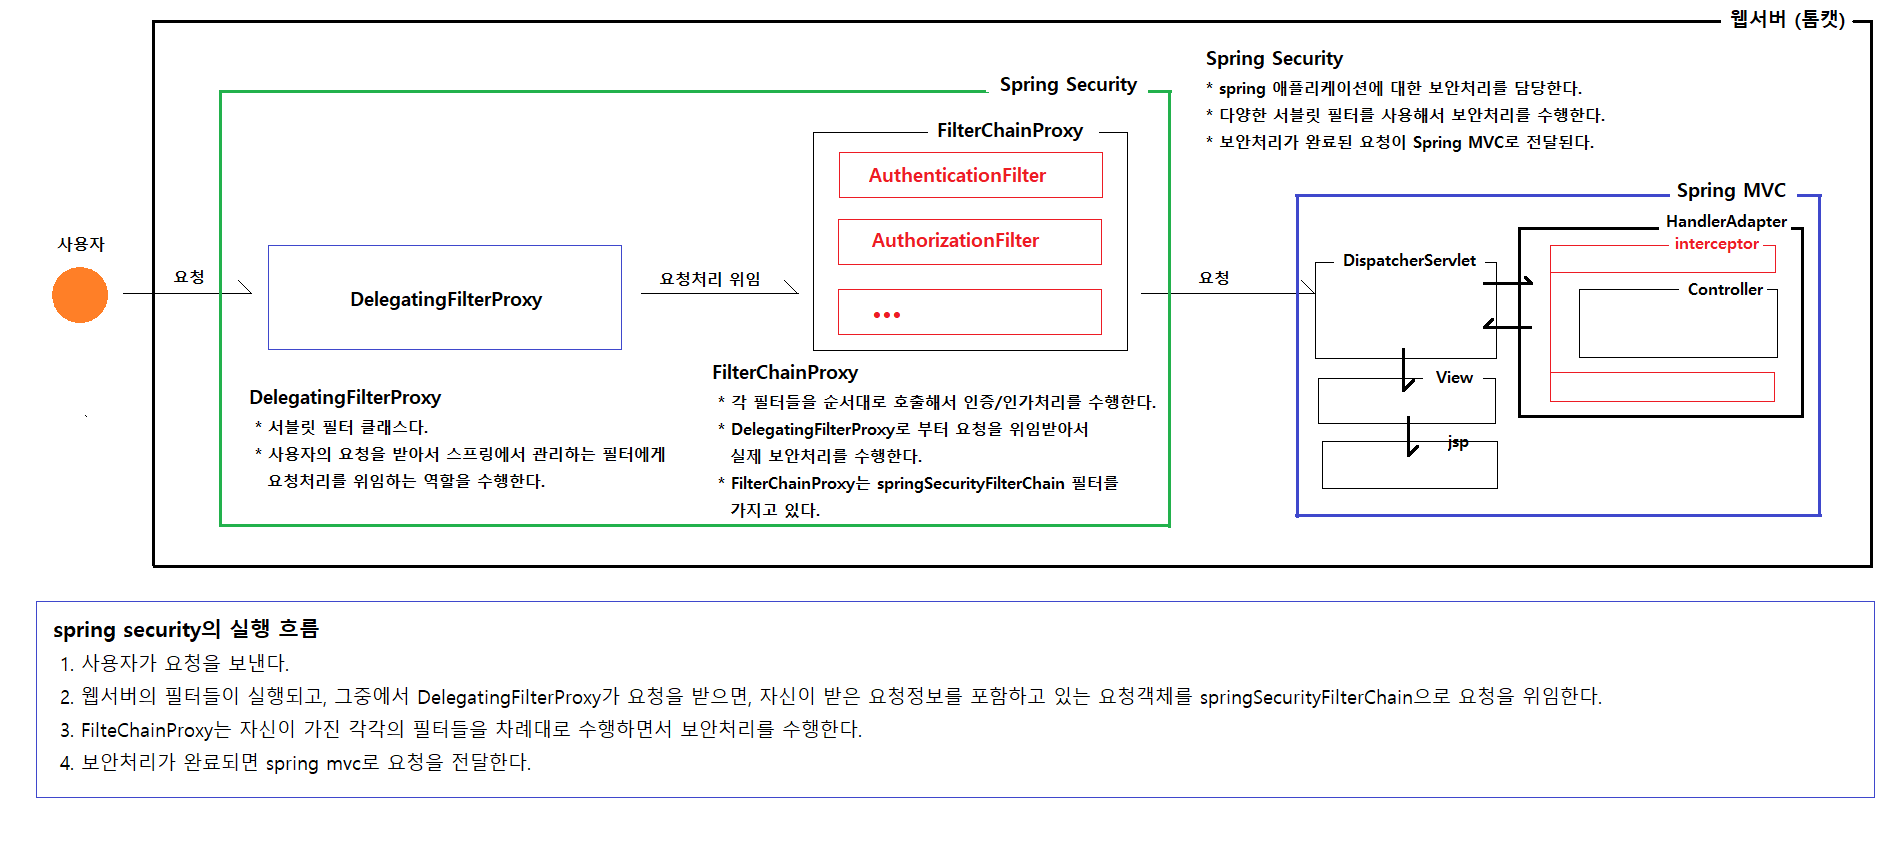 웹서버 (톰캣)
Spring Security
* spring 애플리케이션에 대한 보안처리를 담당한다.
* 다양한 서블릿 필터를 사용해서 보안처리를 수행한다.
* 보안처리가 완료된 요청이 Spring MVC로 전달된다.
Spring Security
FilterChainProxy
AuthenticationFilter
AuthorizationFilter
...
사용자
요청
DelegatingFilterProxy
요청처리 위임
요청
Spring MVC
HandlerAdapter
interceptor
DispatcherServlet
Controller
View
jsp
DelegatingFilterProxy
* 서블릿 필터 클래스다.
* 사용자의 요청을 받아서 스프링에서 관리하는 필터에게
요청처리를 위임하는 역할을 수행한다.
FilterChainProxy
* 각 필터들을 순서대로 호출해서 인증/인가처리를 수행한다.
* DelegatingFilterProxy로 부터 요청을 위임받아서
실제 보안처리를 수행한다.
* FilterChainProxy는 springSecurityFilterChain 필터를
가지고 있다.
spring security의 실행 흐름
1. 사용자가 요청을 보낸다.
2. 웹서버의 필터들이 실행되고, 그중에서 DelegatingFilterProxy가 요청을 받으면, 자신이 받은 요청정보를 포함하고 있는 요청객체를 springSecurityFilterChain으로 요청을 위임한다.
3. FilteChainProxy는 자신이 가진 각각의 필터들을 차례대로 수행하면서 보안처리를 수행한다.
4. 보안처리가 완료되면 spring mvc로 요청을 전달한다.